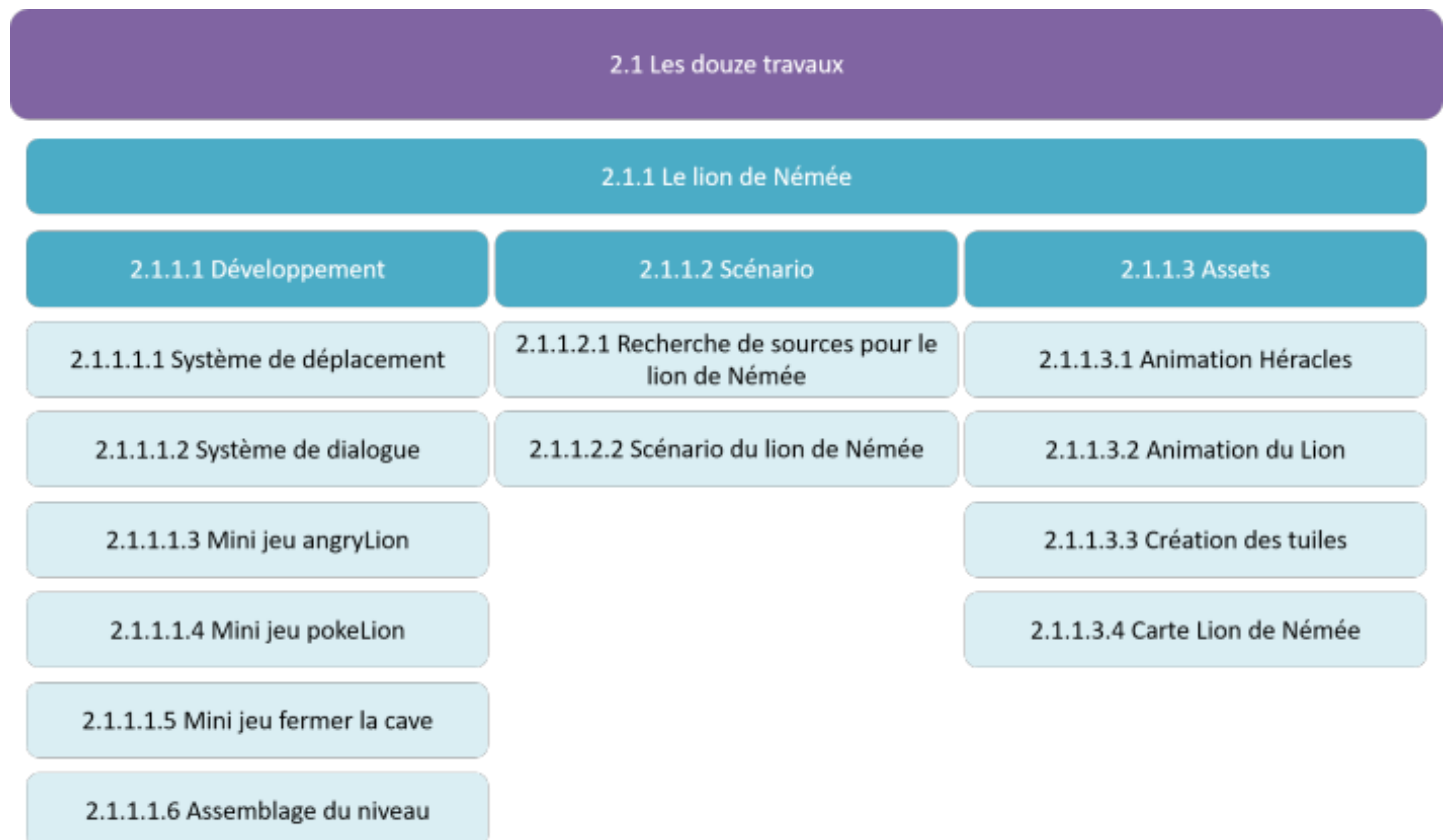 2.1 Les douze travaux
2.1.1 Le lion de Némée
2.1.1.1 Développement
2.1.1.2 Scénario
2.1.1.3 Assets
2.1.1.1.1 Système de déplacement
2.1.1.2.1 Recherche de sources pour le
lion de Némée
2.1.1.3.1 Animation Héracles
2.1.1.1.2 Système de dialogue
2.1.1.2.2 Scénario du lion de Némée
2.1.1.3.2 Animation du Lion
2.1.1.1.3 Mini jeu angryLion
2.1.1.3.3 Création des tuiles
2.1.1.1.4 Mini jeu pokeLion
2.1.1.3.4 Carte Lion de Némée
2.1.1.1.5 Mini jeu fermer la cave
2.1.1.1.6 Assemblage du niveau